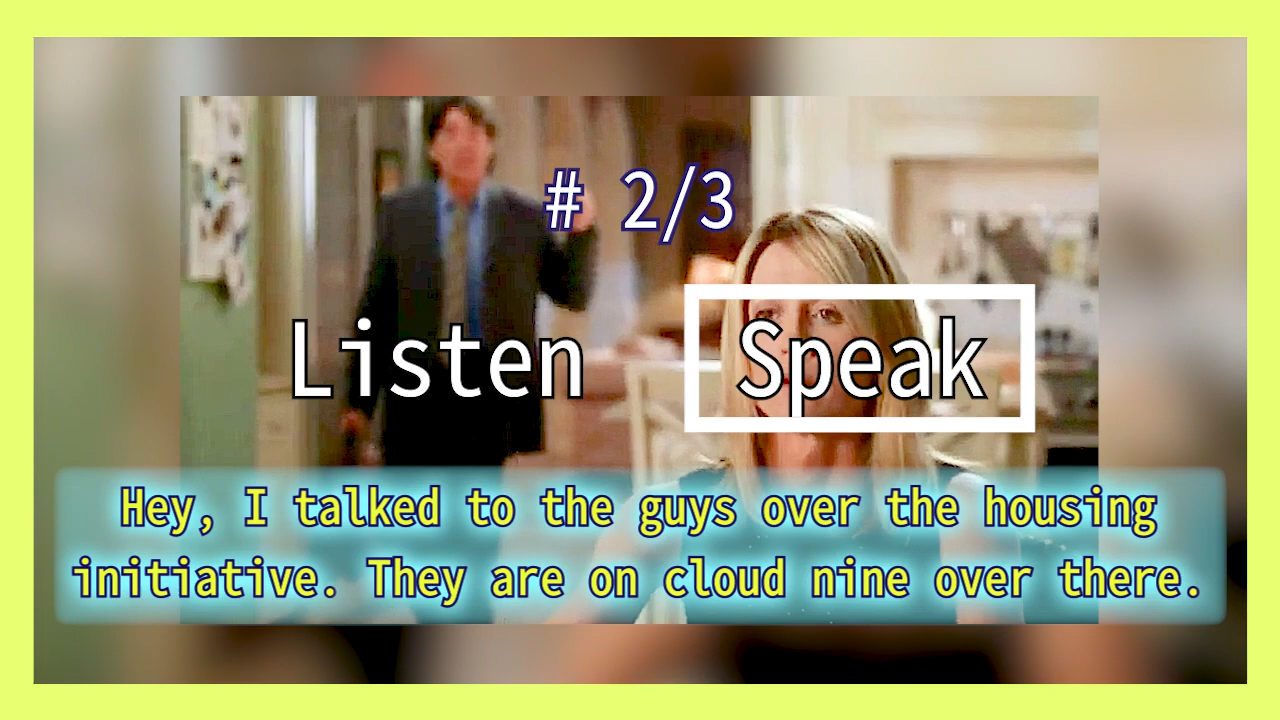 # 2/3
Listen Speak
Hey, I talked to the guys over the housing
initiative. They are on cloud nine over there.